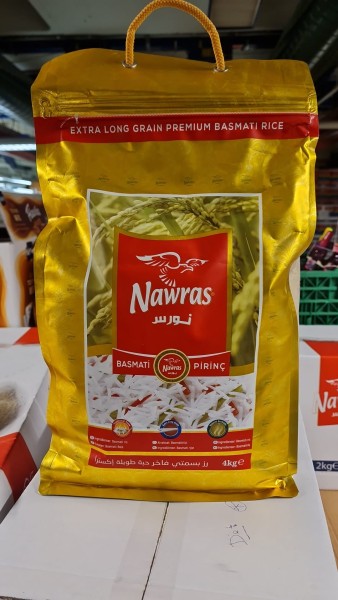 EXTRA LONG GRAIN PREMIUM BASMATI RICE
Nawras
نورس
BASMATI
Nawras
PİRİNÇ
رز بسمتي فاخر حبة طويلة إكسترا
4kg e
Na
2kg e